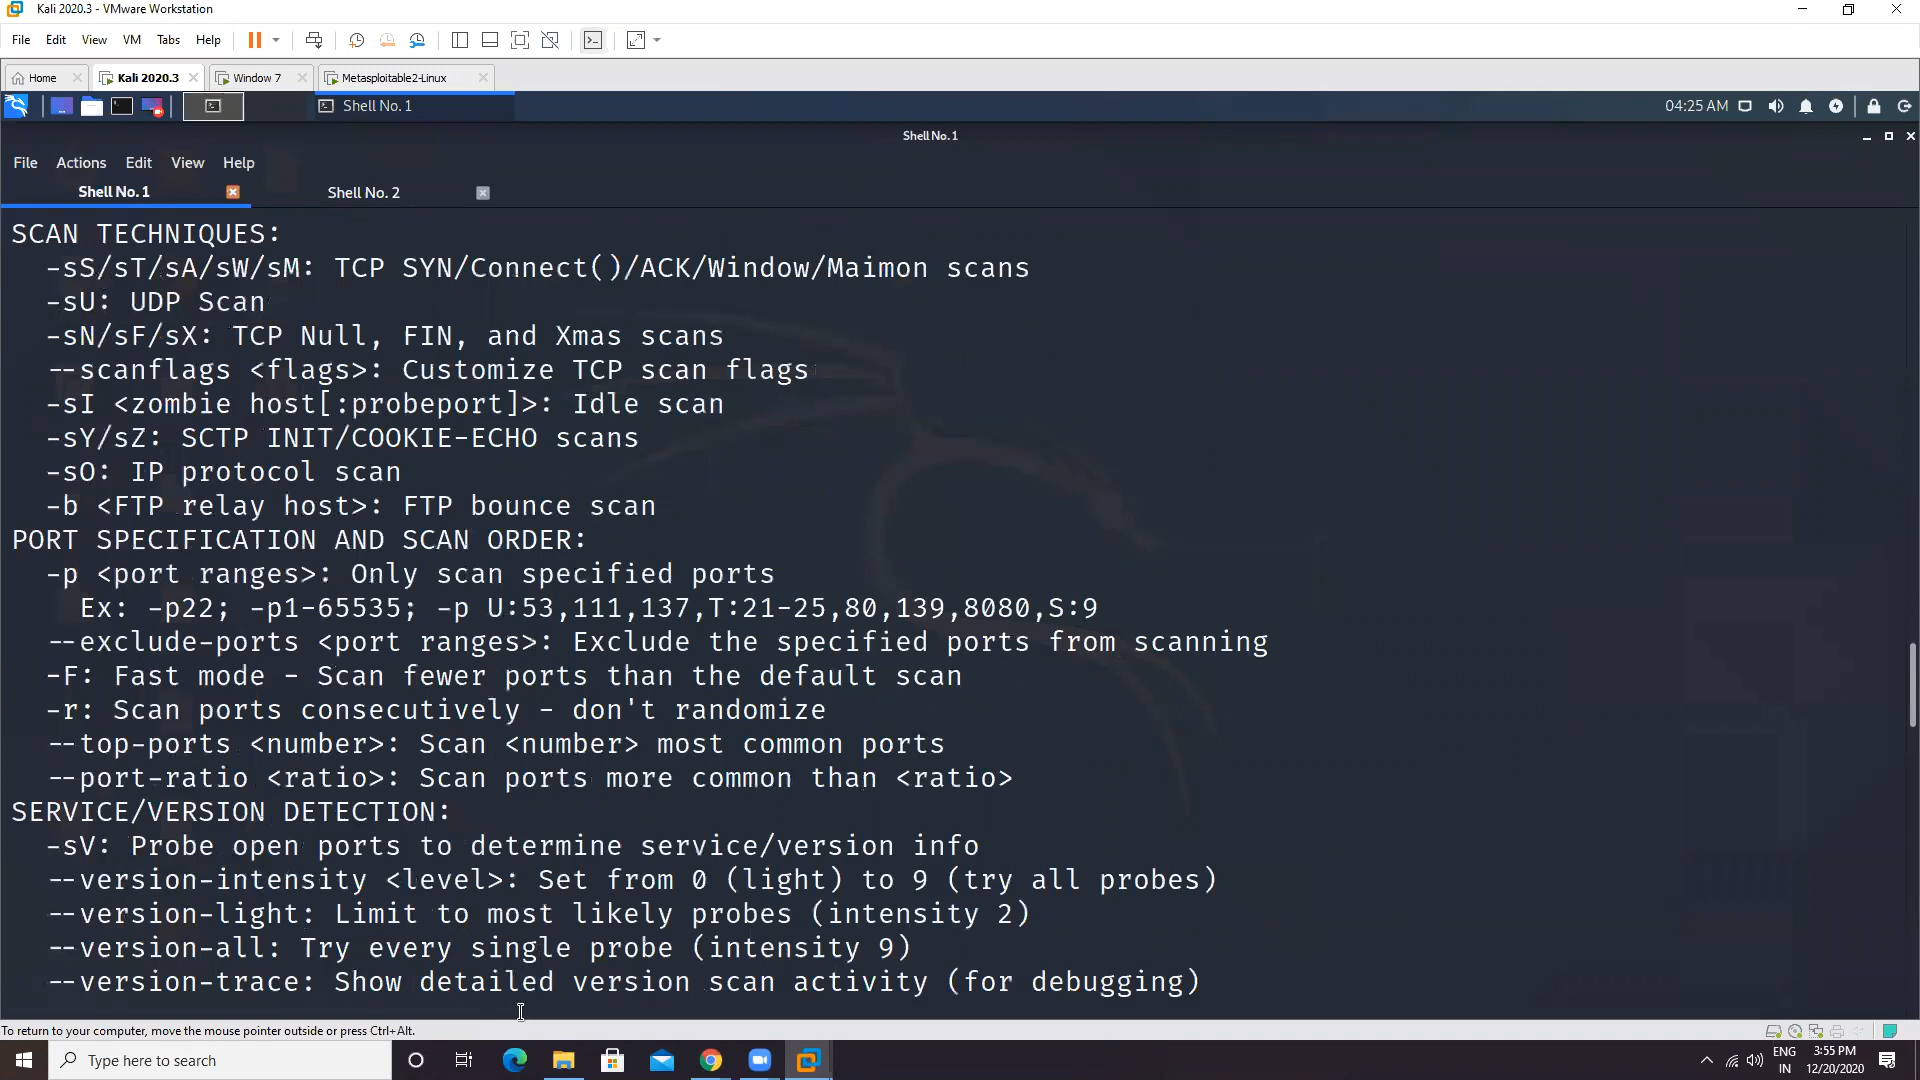 Kali 2020.3 - VMware Workstation
File Edit View VM Tabs Help
Home Kali 2020.3 Window 7 Metasploitable2-Linux
Shell No. 1 04:25 AM
Shell No. 1
File Actions Edit View Help
Shell No. 1 Shell No. 2
SCAN TECHNIQUES:
-sS/sT/sA/sW/sM: TCP SYN/Connect()/ACK/Window/Maimon scans
-sU: UDP Scan
-sN/sF/sX: TCP Null, FIN, and Xmas scans
--scanflags <flags>: Customize TCP scan flags
-sI <zombie host[:probeport]>: Idle scan
-sY/sZ: SCTP INIT/COOKIE-ECHO scans
-sO: IP protocol scan
-b <FTP relay host>: FTP bounce scan
PORT SPECIFICATION AND SCAN ORDER:
-p <port ranges>: Only scan specified ports
Ex: -p22; -p1-65535; -p U:53,111,137,T:21-25,80,139,8080,S:9
--exclude-ports <port ranges>: Exclude the specified ports from scanning
-F: Fast mode - Scan fewer ports than the default scan
-r: Scan ports consecutively - don't randomize
--top-ports <number>: Scan <number> most common ports
--port-ratio <ratio>: Scan ports more common than <ratio>
SERVICE/VERSION DETECTION:
-sV: Probe open ports to determine service/version info
--version-intensity <level>: Set from 0 (light) to 9 (try all probes)
--version-light: Limit to most likely probes (intensity 2)
--version-all: Try every single probe (intensity 9)
--version-trace: Show detailed version scan activity (for debugging)
To return to your computer, move the mouse pointer outside or press Ctrl+Alt.
Type here to search ENG 3:55 PM
IN 12/20/2020